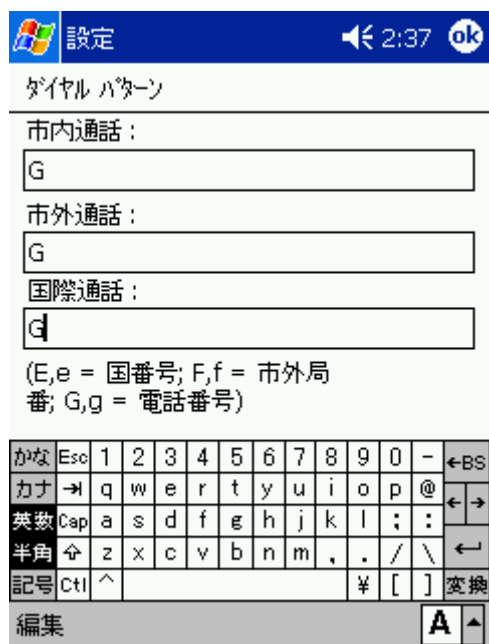 設定 2:37 ok
ダイヤル パターン
市内通話：
G
市外通話：
G
国際通話：
G
(E,e = 国番号; F,f = 市外局
番; G,g = 電話番号)
かな Esc 1 2 3 4 5 6 7 8 9 0 - ←BS
カナ →| q w e r t y u i o p @ ← →
英数 Cap a s d f g h j k l ; :
半角 z x c v b n m , . / \ ↵
記号 Ctl ^ ¥ [ ] 変換
編集 A